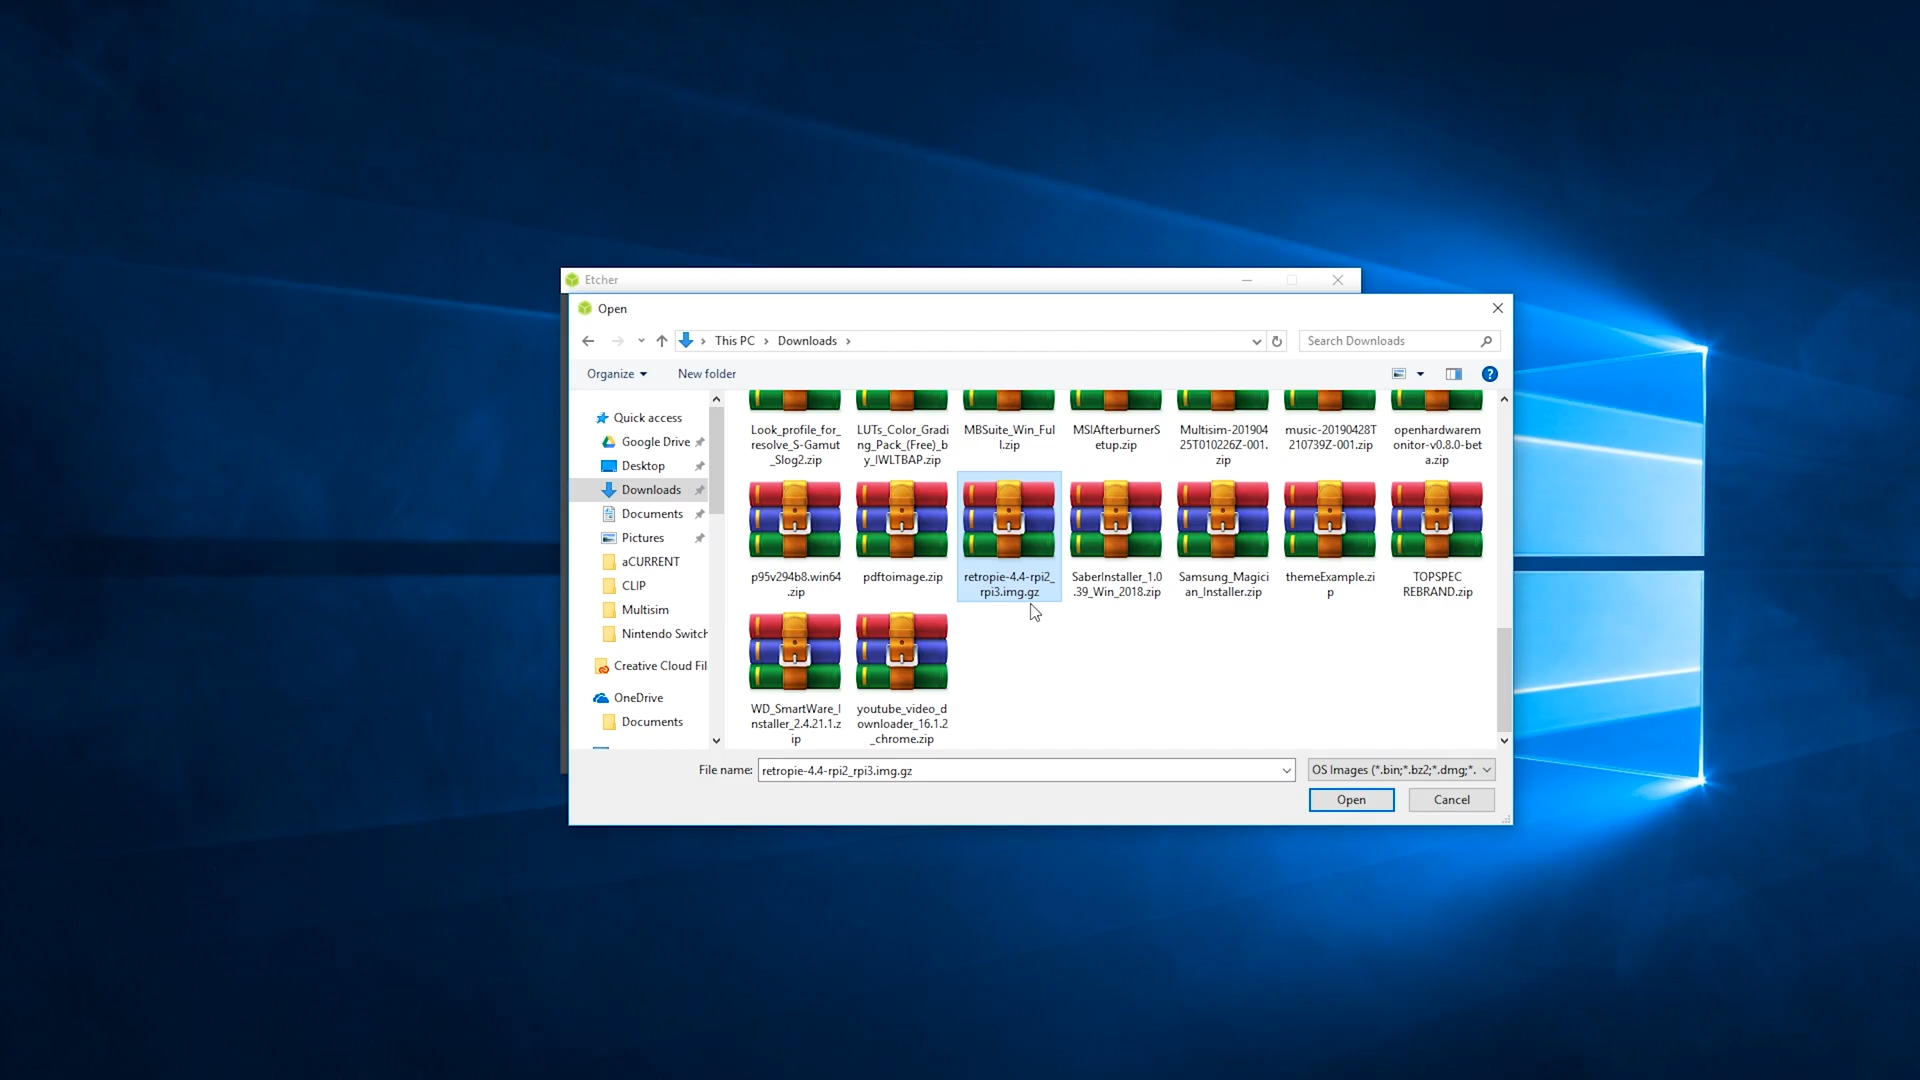 Etcher
Open
This PC
Downloads
Search Downloads
Organize
New folder
Quick access
Google Drive
Desktop
Downloads
Documents
Pictures
aCURRENT
CLIP
Multisim
Nintendo Switch
Creative Cloud Fil
OneDrive
Documents
Look_profile_for_
resolve_S-Gamut
_Slog2.zip
LUTs_Color_Gradi
ng_Pack_(Free)_b
y_IWLTBAP.zip
MBSuite_Win_Ful
l.zip
MSIAfterburnerS
etup.zip
Multisim-201904
25T010226Z-001.
zip
music-20190428T
210739Z-001.zip
openhardwarem
onitor-v0.8.0-bet
a.zip
p95v294b8.win64
.zip
pdftoimage.zip
retropie-4.4-rpi2_
rpi3.img.gz
SaberInstaller_1.0
.39_Win_2018.zip
Samsung_Magici
an_Installer.zip
themeExample.zi
p
TOPSPEC
REBRAND.zip
WD_SmartWare_I
nstaller_2.4.21.1.z
ip
youtube_video_d
ownloader_16.1.2
_chrome.zip
File name:
retropie-4.4-rpi2_rpi3.img.gz
OS Images (*.bin;*.bz2;*.dmg;*.
Open
Cancel